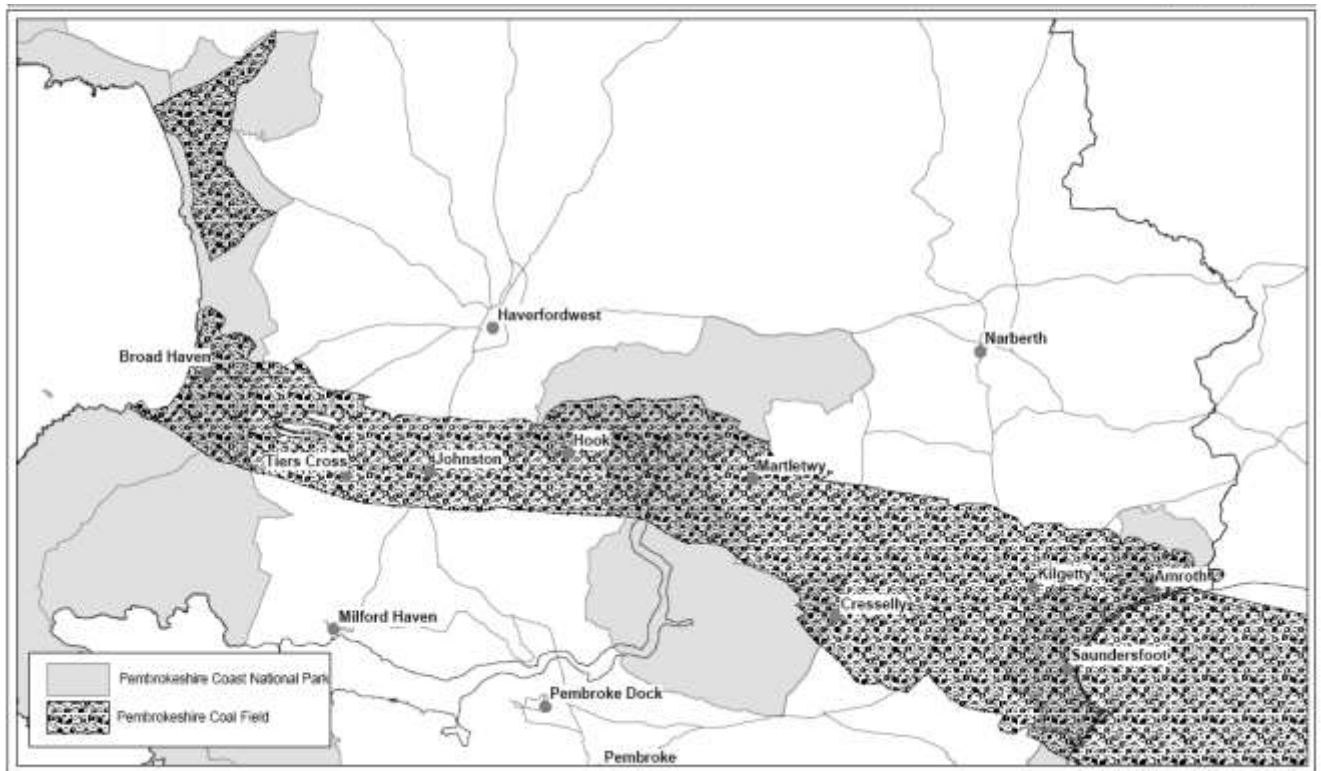 Haverfordwest
Narberth
Broad Haven
Hook
Tiers Cross
Johnston
Martletwy
Kilgetty
Amroth
Cresselly
Milford Haven
Saundersfoot
Pembrokeshire Coast National Park
Pembroke Dock
Pembrokeshire Coal Field
Pembroke